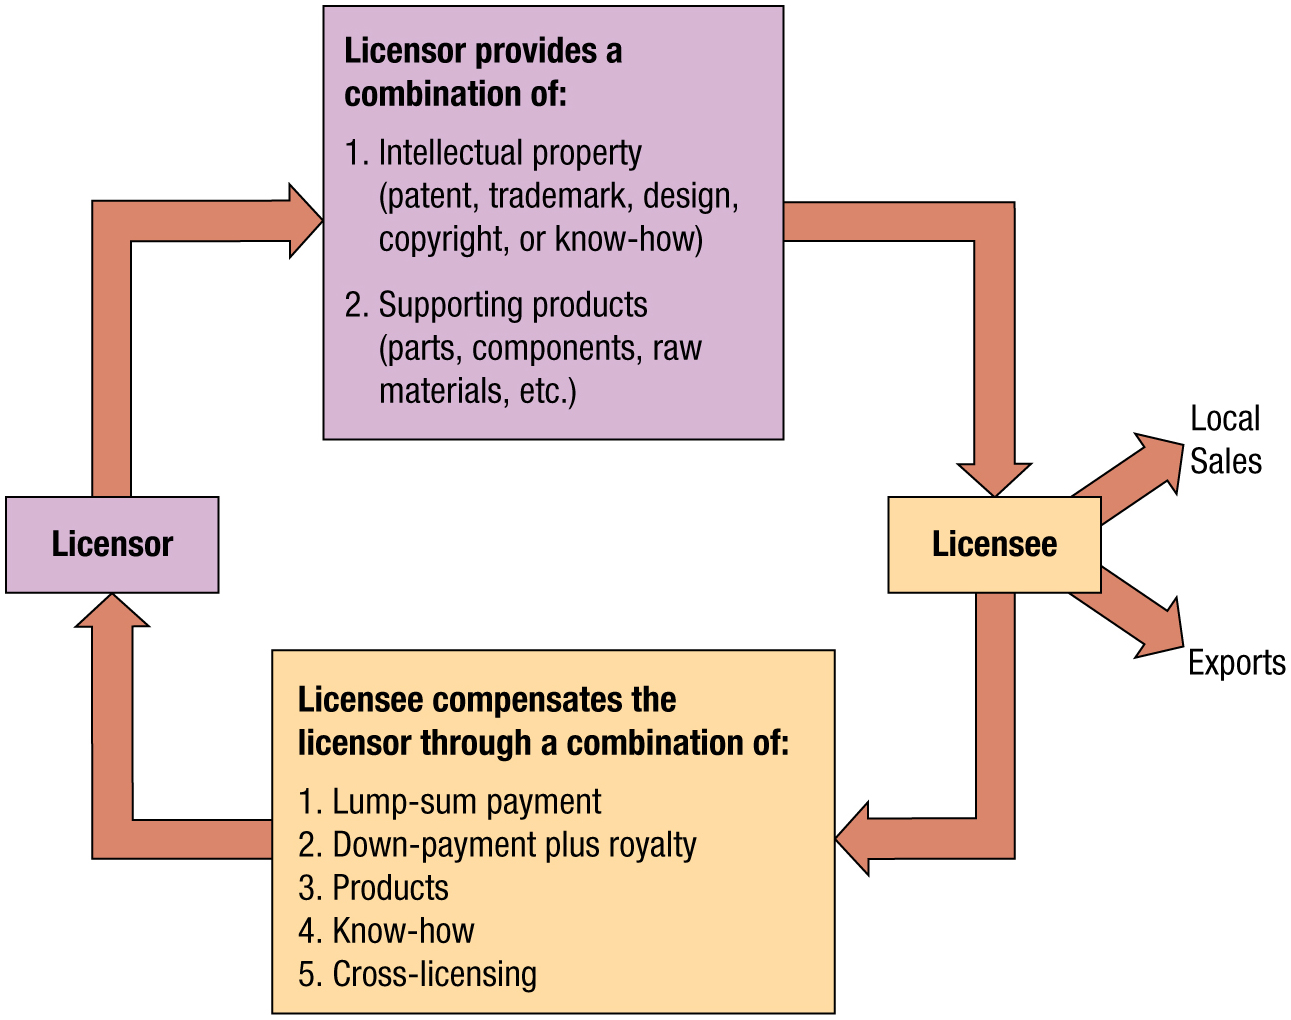 Licensor provides a
combination of:
1. Intellectual property
(patent, trademark, design,
copyright, or know-how)
2. Supporting products
(parts, components, raw
materials, etc.)
Local
Sales
Licensor
Licensee
Exports
Licensee compensates the
licensor through a combination of:
1. Lump-sum payment
2. Down-payment plus royalty
3. Products
4. Know-how
5. Cross-licensing